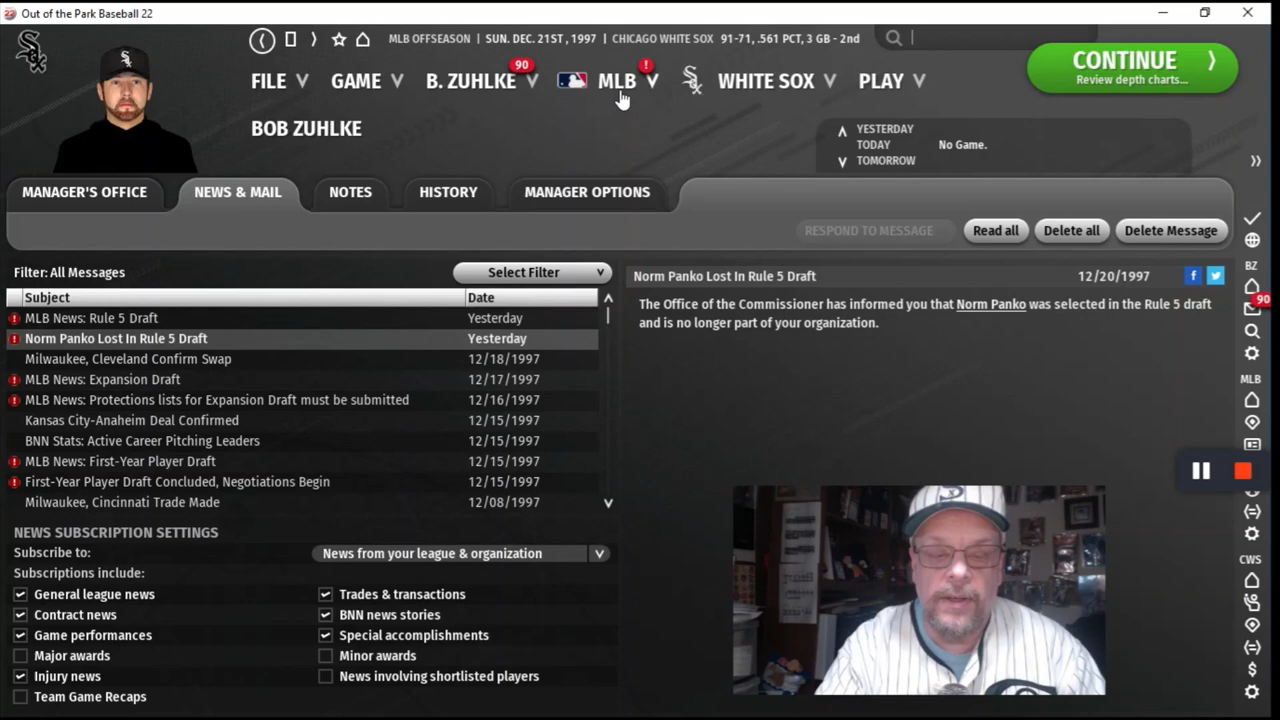 Out of the Park Baseball 22
MLB OFFSEASON | SUN. DEC. 21ST, 1997 | CHICAGO WHITE SOX 91-71, .561 PCT, 3 GB - 2nd
CONTINUE
Review depth charts...
FILE
GAME
B. ZUHLKE
90
MLB
!
WHITE SOX
PLAY
BOB ZUHLKE
YESTERDAY
TODAY No Game.
TOMORROW
MANAGER'S OFFICE
NEWS & MAIL
NOTES
HISTORY
MANAGER OPTIONS
RESPOND TO MESSAGE
Read all
Delete all
Delete Message
Filter: All Messages
Select Filter
Subject Date
! MLB News: Rule 5 Draft Yesterday
! Norm Panko Lost In Rule 5 Draft Yesterday
Milwaukee, Cleveland Confirm Swap 12/18/1997
! MLB News: Expansion Draft 12/17/1997
! MLB News: Protections lists for Expansion Draft must be submitted 12/16/1997
Kansas City-Anaheim Deal Confirmed 12/15/1997
BNN Stats: Active Career Pitching Leaders 12/15/1997
! MLB News: First-Year Player Draft 12/15/1997
! First-Year Player Draft Concluded, Negotiations Begin 12/15/1997
Milwaukee, Cincinnati Trade Made 12/08/1997
Norm Panko Lost In Rule 5 Draft 12/20/1997
The Office of the Commissioner has informed you that Norm Panko was selected in the Rule 5 draft
and is no longer part of your organization.
NEWS SUBSCRIPTION SETTINGS
Subscribe to: News from your league & organization
Subscriptions include:
General league news
Trades & transactions
Contract news
BNN news stories
Game performances
Special accomplishments
Major awards
Minor awards
Injury news
News involving shortlisted players
Team Game Recaps
BZ
90
MLB
CWS